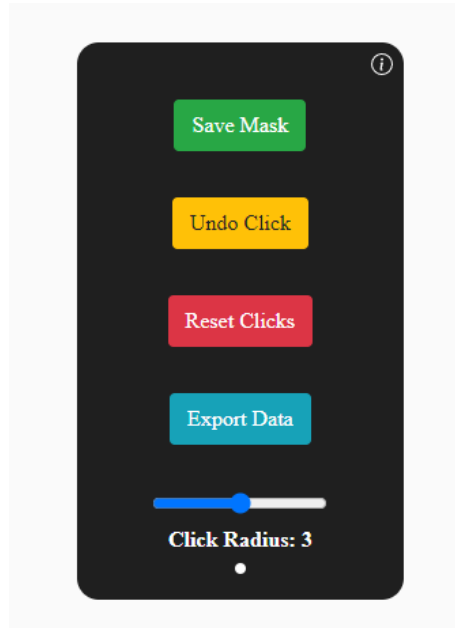 i
Save Mask
Undo Click
Reset Clicks
Export Data
Click Radius: 3